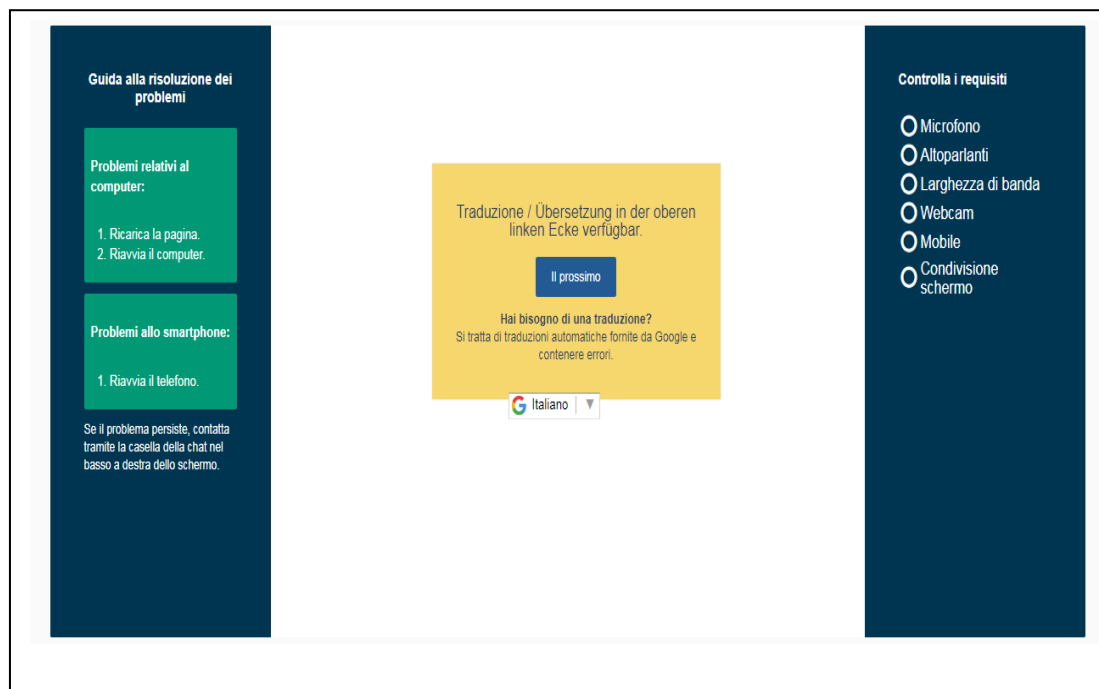 Guida alla risoluzione dei
problemi
Problemi relativi al
computer:
1. Ricarica la pagina.
2. Riavvia il computer.
Problemi allo smartphone:
1. Riavvia il telefono.
Se il problema persiste, contatta
tramite la casella della chat nel
basso a destra dello schermo.
Traduzione / Übersetzung in der oberen
linken Ecke verfügbar.
Il prossimo
Hai bisogno di una traduzione?
Si tratta di traduzioni automatiche fornite da Google e
contenere errori.
G Italiano
Controlla i requisiti
Microfono
Altoparlanti
Larghezza di banda
Webcam
Mobile
Condivisione
schermo